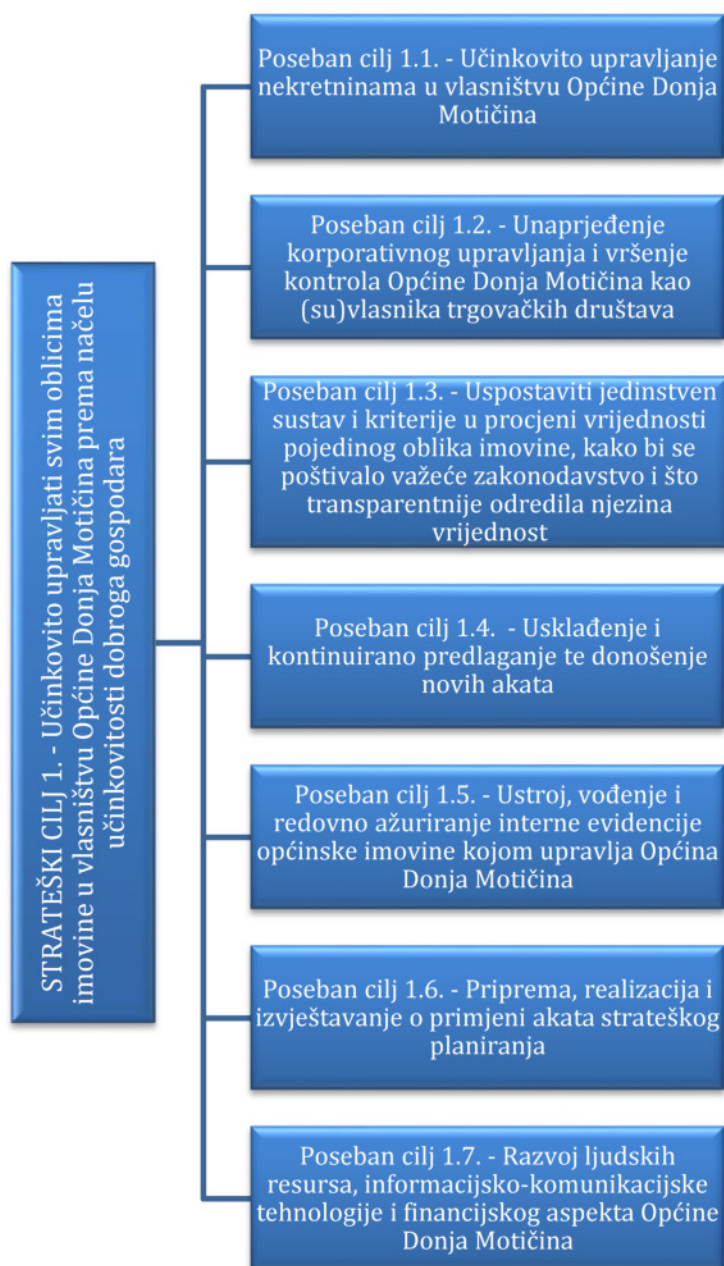 STRATEŠKI CILJ 1. - Učinkovito upravljati svim oblicima
imovine u vlasništvu Općine Donja Motičina prema načelu
učinkovitosti dobroga gospodara
Poseban cilj 1.1. - Učinkovito upravljanje
nekretninama u vlasništvu Općine Donja
Motičina
Poseban cilj 1.2. - Unaprjeđenje
korporativnog upravljanja i vršenje
kontrola Općine Donja Motičina kao
(su)vlasnika trgovačkih društava
Poseban cilj 1.3. - Uspostaviti jedinstven
sustav i kriterije u procjeni vrijednosti
pojedinog oblika imovine, kako bi se
poštivalo važeće zakonodavstvo i što
transparentnije odredila njezina
vrijednost
Poseban cilj 1.4. - Usklađenje i
kontinuirano predlaganje te donošenje
novih akata
Poseban cilj 1.5. - Ustroj, vođenje i
redovno ažuriranje interne evidencije
općinske imovine kojom upravlja Općina
Donja Motičina
Poseban cilj 1.6. - Priprema, realizacija i
izvještavanje o primjeni akata strateškog
planiranja
Poseban cilj 1.7. - Razvoj ljudskih
resursa, informacijsko-komunikacijske
tehnologije i financijskog aspekta Općine
Donja Motičina